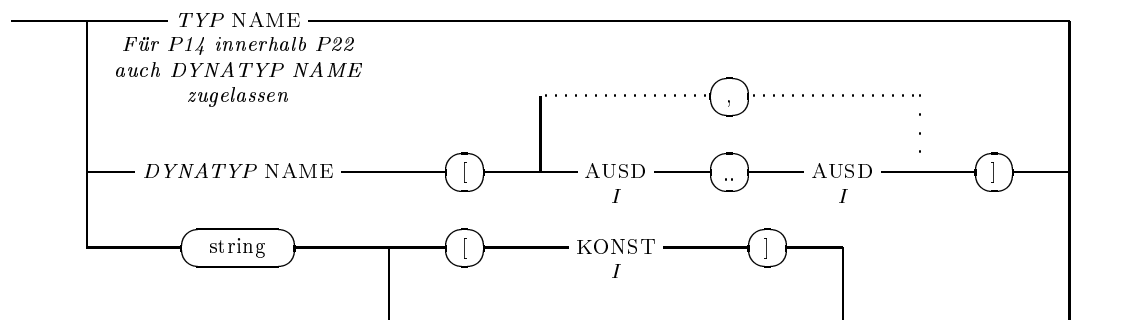 TYP NAME
Für P14 innerhalb P22
auch DYNATYP NAME
zugelassen
,
DYNATYP NAME [ AUSD .. AUSD ]
I I
string [ KONST ]
I